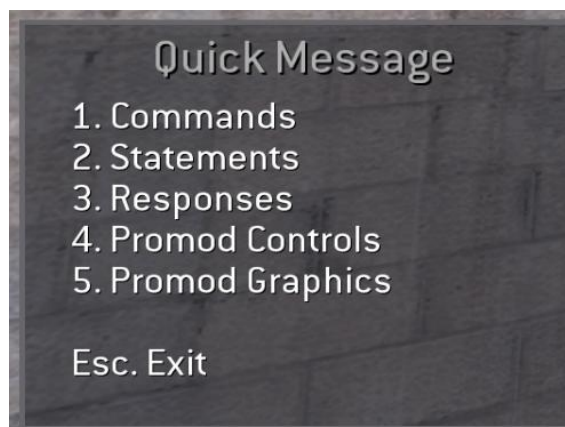 Quick Message
1. Commands
2. Statements
3. Responses
4. Promod Controls
5. Promod Graphics
Esc. Exit